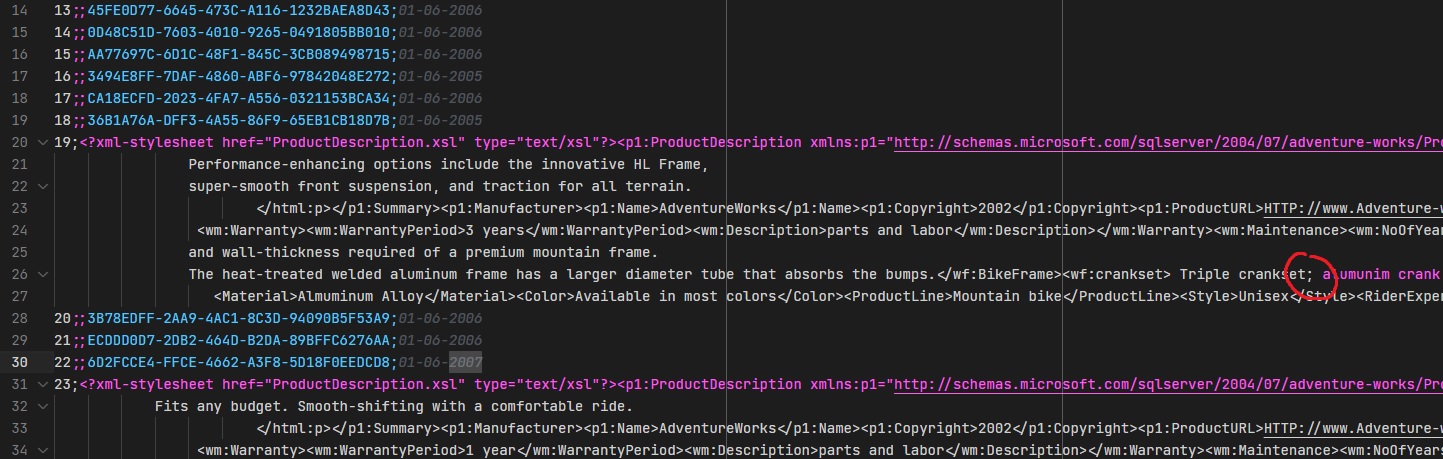 14 13;;45FE0D77-6645-473C-A116-1232BAEA8D43;01-06-2006
15 14;;0D48C51D-7603-4010-9265-0491805BB010;01-06-2006
16 15;;AA77697C-6D1C-48F1-845C-3CB089498715;01-06-2006
17 16;;3494E8FF-7DAF-4860-ABF6-97842048E272;01-06-2005
18 17;;CA18ECFD-2023-4FA7-A556-0321153BCA34;01-06-2006
19 18;;36B1A76A-DFF3-4A55-86F9-65EB1CB18D7B;01-06-2005
20 19;<?xml-stylesheet href="ProductDescription.xsl" type="text/xsl"?><p1:ProductDescription xmlns:p1="http://schemas.microsoft.com/sqlserver/2004/07/adventure-works/Pro
21 Performance-enhancing options include the innovative HL Frame,
22 super-smooth front suspension, and traction for all terrain.
23 </html:p></p1:Summary><p1:Manufacturer><p1:Name>AdventureWorks</p1:Name><p1:Copyright>2002</p1:Copyright><p1:ProductURL>HTTP://www.Adventure-w
24 <wm:Warranty><wm:WarrantyPeriod>3 years</wm:WarrantyPeriod><wm:Description>parts and labor</wm:Description></wm:Warranty><wm:Maintenance><wm:NoOfYear
25 and wall-thickness required of a premium mountain frame.
26 The heat-treated welded aluminum frame has a larger diameter tube that absorbs the bumps.</wf:BikeFrame><wf:crankset> Triple crankset; alumunim crank
27 <Material>Almuminum Alloy</Material><Color>Available in most colors</Color><ProductLine>Mountain bike</ProductLine><Style>Unisex</Style><RiderExper
28 20;;3B78EDFF-2AA9-4AC1-8C3D-94090B5F53A9;01-06-2006
29 21;;ECDDD0D7-2DB2-464D-B2DA-89BFFC6276AA;01-06-2006
30 22;;6D2FCCE4-FFCE-4662-A3F8-5D18F0EEDCD8;01-06-2007
31 23;<?xml-stylesheet href="ProductDescription.xsl" type="text/xsl"?><p1:ProductDescription xmlns:p1="http://schemas.microsoft.com/sqlserver/2004/07/adventure-works/Pro
32 Fits any budget. Smooth-shifting with a comfortable ride.
33 </html:p></p1:Summary><p1:Manufacturer><p1:Name>AdventureWorks</p1:Name><p1:Copyright>2002</p1:Copyright><p1:ProductURL>HTTP://www.Adventure-w
34 <wm:Warranty><wm:WarrantyPeriod>1 year</wm:WarrantyPeriod><wm:Description>parts and labor</wm:Description></wm:Warranty><wm:Maintenance><wm:NoOfYears